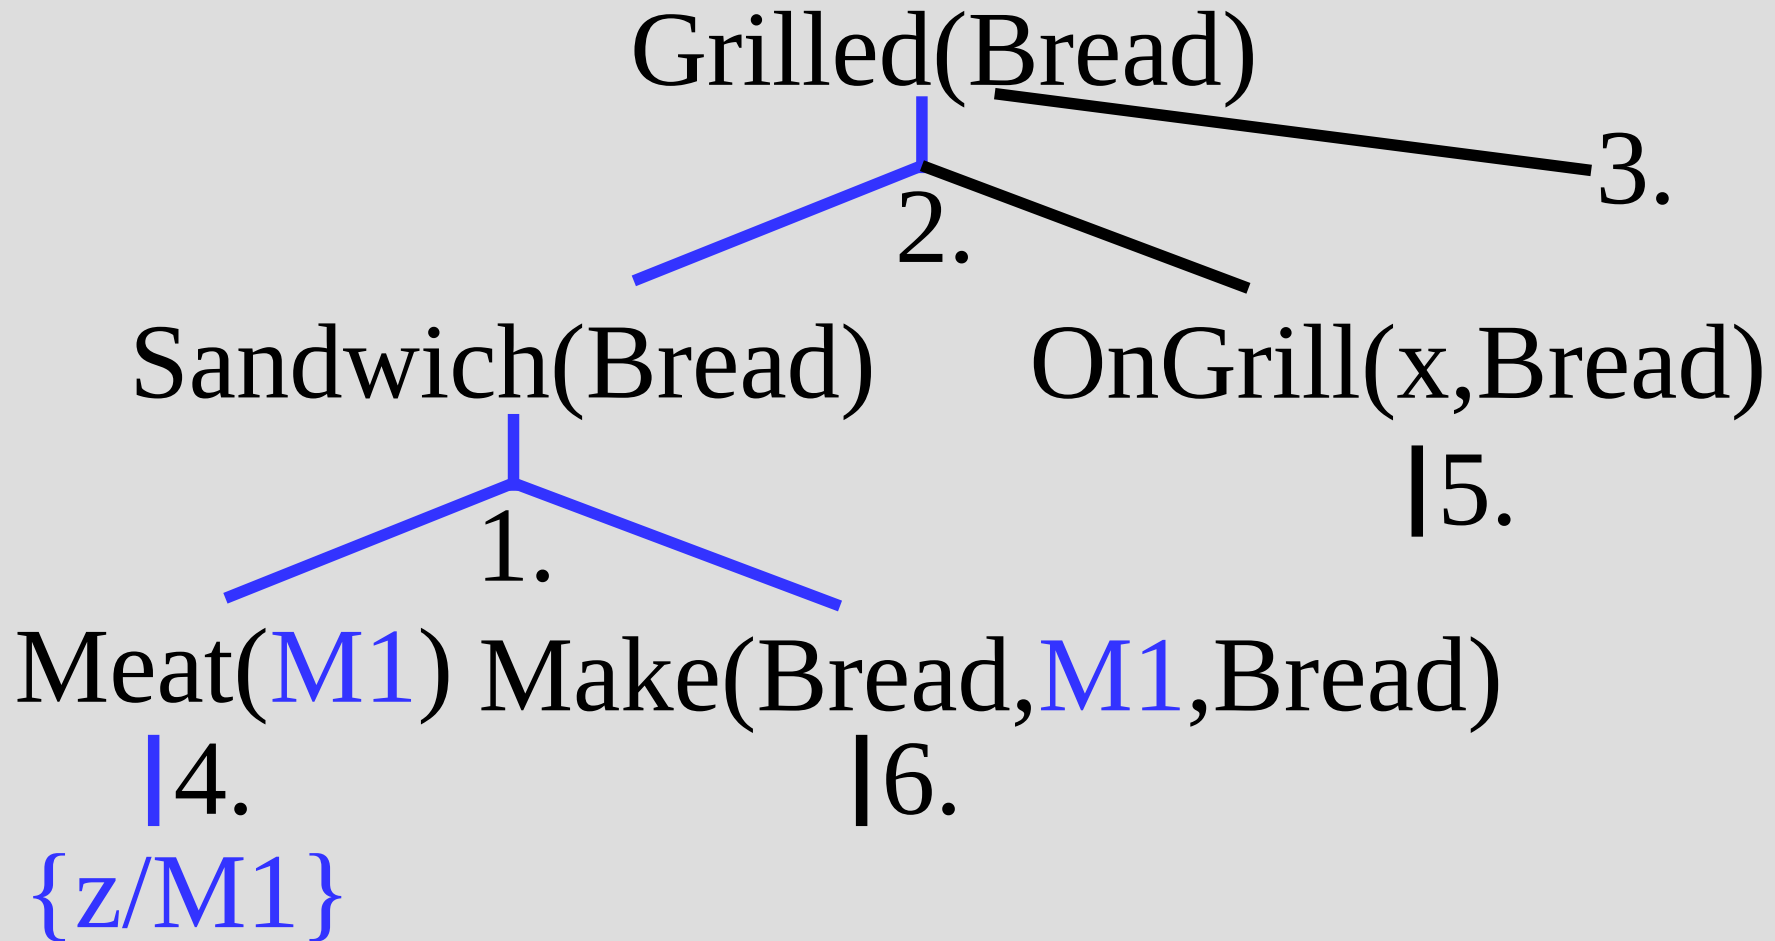 Grilled(Bread)
3.
2.
Sandwich(Bread) OnGrill(x,Bread)
5.
1.
Meat(M1) Make(Bread,M1,Bread)
4. 6.
{z/M1}